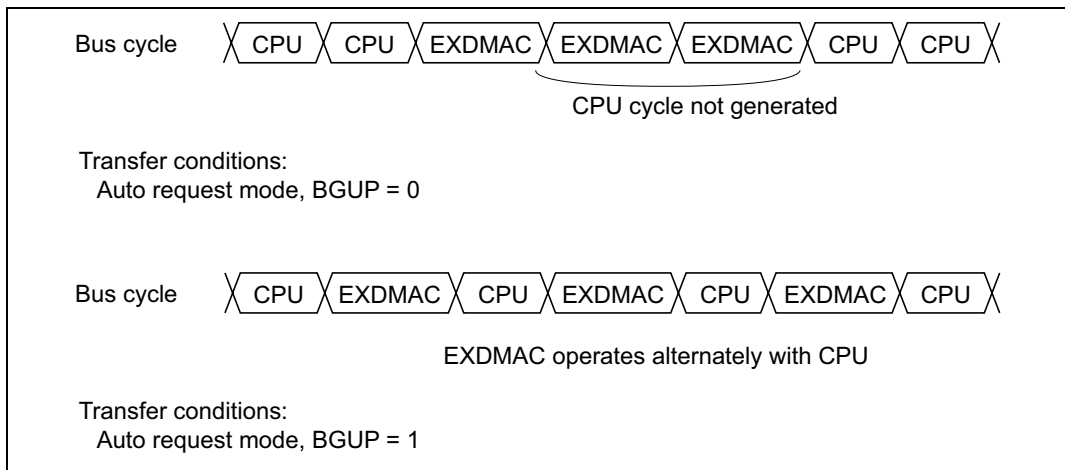 Bus cycle CPU CPU EXDMAC EXDMAC EXDMAC CPU CPU
CPU cycle not generated
Transfer conditions:
Auto request mode, BGUP = 0
Bus cycle CPU EXDMAC CPU EXDMAC CPU EXDMAC CPU
EXDMAC operates alternately with CPU
Transfer conditions:
Auto request mode, BGUP = 1